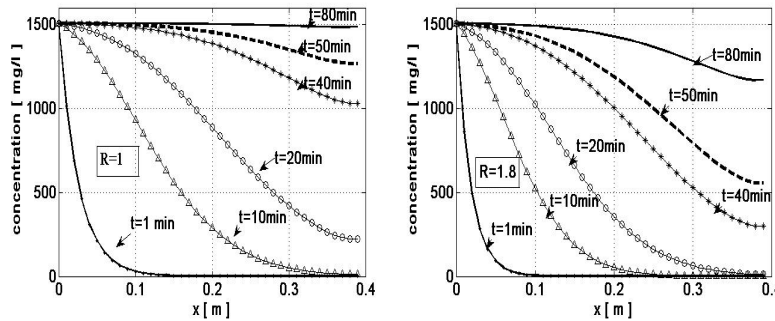 1500
1000
500
0
concentration [ mg/l ]
0
0.1
0.2
0.3
0.4
x [ m ]
R=1
t=80min
t=50min
t=40min
t=20min
t=10min
t=1 min
1500
1000
500
0
concentration [ mg/l ]
0
0.1
0.2
0.3
0.4
x [ m ]
R=1.8
t=80min
t=50min
t=20min
t=40min
t=10min
t=1min